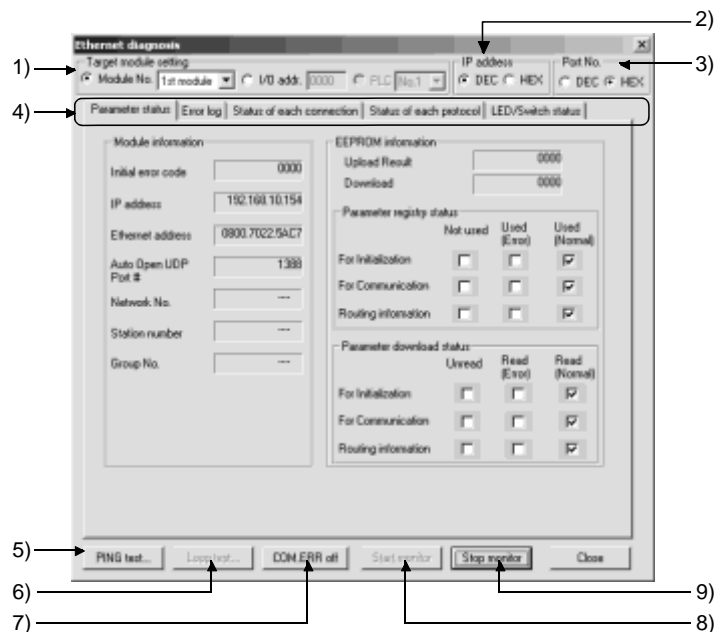 2)
Ethernet diagnosis
1)
Target module setting
Module No. 1st module I/O addr. 0000 PLC No.1
IP address
DEC HEX
Port No.
DEC HEX
3)
4)
Parameter status Error log Status of each connection Status of each protocol LED/Switch status
Module information
Initial error code 0000
IP address 192.168.10.154
Ethernet address 0800.7022.5AC7
Auto Open UDP
Port # 1388
Network No. ---
Station number ---
Group No. ---
EEPROM information
Upload Result 0000
Download 0000
Parameter registry status
Not used Used (Error) Used (Normal)
For Initialization
For Communication
Routing information
Parameter download status
Unread Read (Error) Read (Normal)
For Initialization
For Communication
Routing information
5)
PING test... Loop test... COM.ERR off Start monitor Stop monitor Close
6)
9)
7)
8)